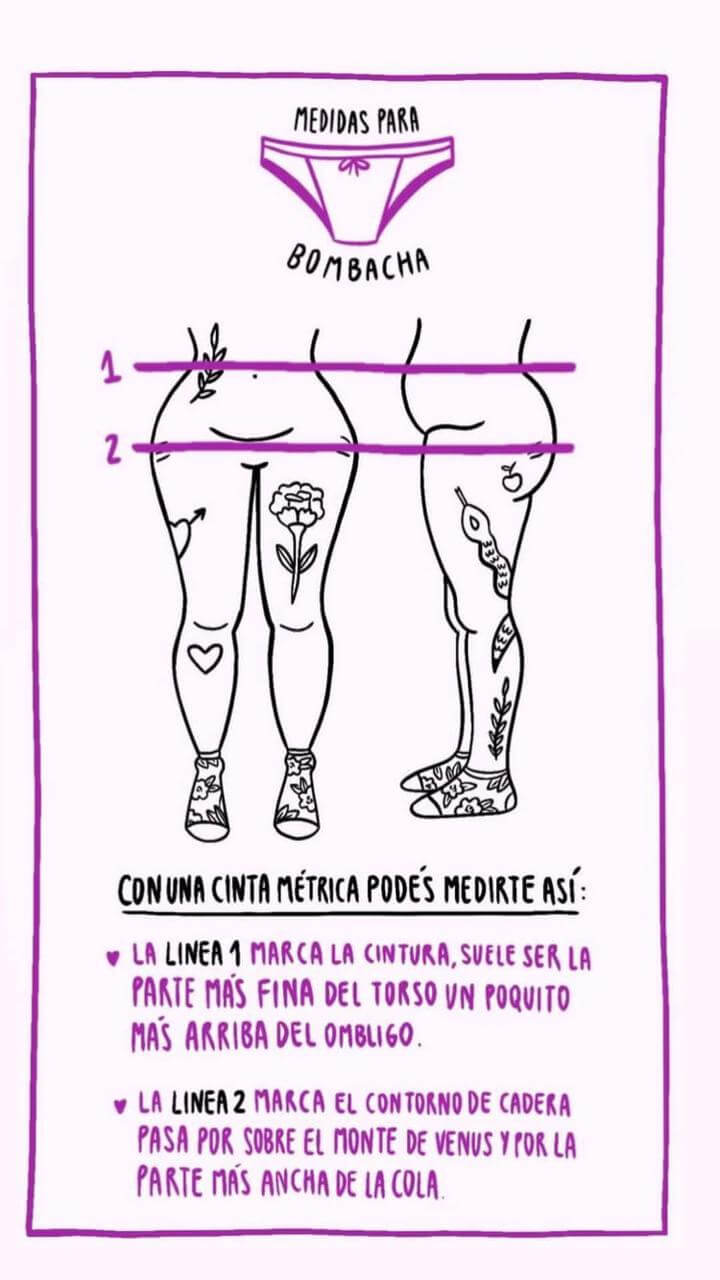 MEDIDAS PARA
BOMBACHA
1
2
CON UNA CINTA MÉTRICA PODÉS MEDIRTE ASÍ:
♥ LA LINEA 1 MARCA LA CINTURA, SUELE SER LA
PARTE MÁS FINA DEL TORSO UN POQUITO
MÁS ARRIBA DEL OMBLIGO.
♥ LA LINEA 2 MARCA EL CONTORNO DE CADERA
PASA POR SOBRE EL MONTE DE VENUS Y POR LA
PARTE MÁS ANCHA DE LA COLA.